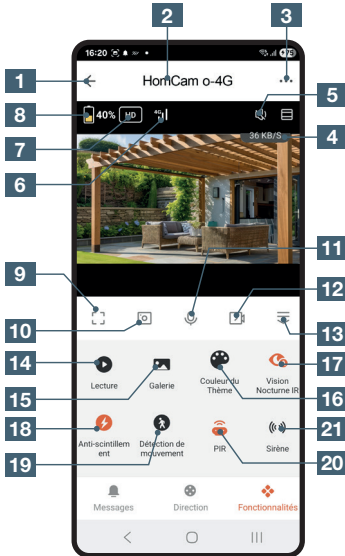 2
3
16:20 75
1
HomCam o-4G
5
8
40% HD 4G
4
36 KB/S
7
6
11
9
12
10
13
14
17
Lecture
Galerie
Couleur du
Thème
Vision
Nocturne IR
15
16
18
21
Anti-scintillem
ent
Détection de
mouvement
PIR
Sirène
19
20
Messages
Direction
Fonctionnalités